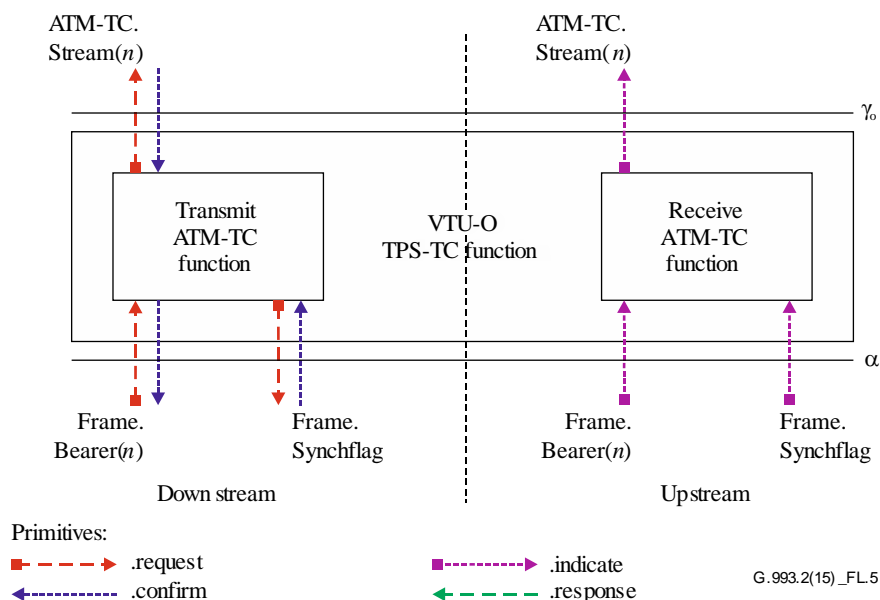 ATM-TC.
Stream(n)
ATM-TC.
Stream(n)
γo
Transmit
ATM-TC
function
VTU-O
TPS-TC function
Receive
ATM-TC
function
α
Frame.
Bearer(n)
Frame.
Synchflag
Frame.
Bearer(n)
Frame.
Synchflag
Down stream
Upstream
Primitives:
.request
.indicate
.confirm
.response
G.993.2(15)_FL.5